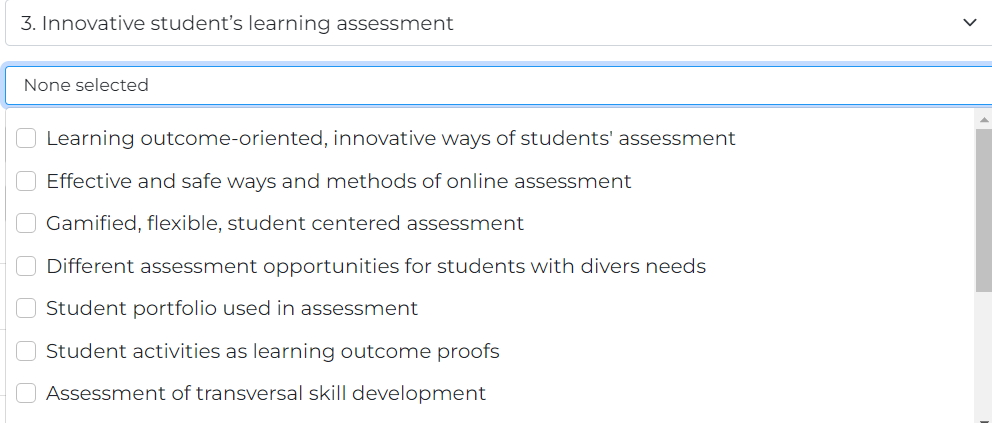 3. Innovative student’s learning assessment
None selected
Learning outcome-oriented, innovative ways of students' assessment
Effective and safe ways and methods of online assessment
Gamified, flexible, student centered assessment
Different assessment opportunities for students with divers needs
Student portfolio used in assessment
Student activities as learning outcome proofs
Assessment of transversal skill development